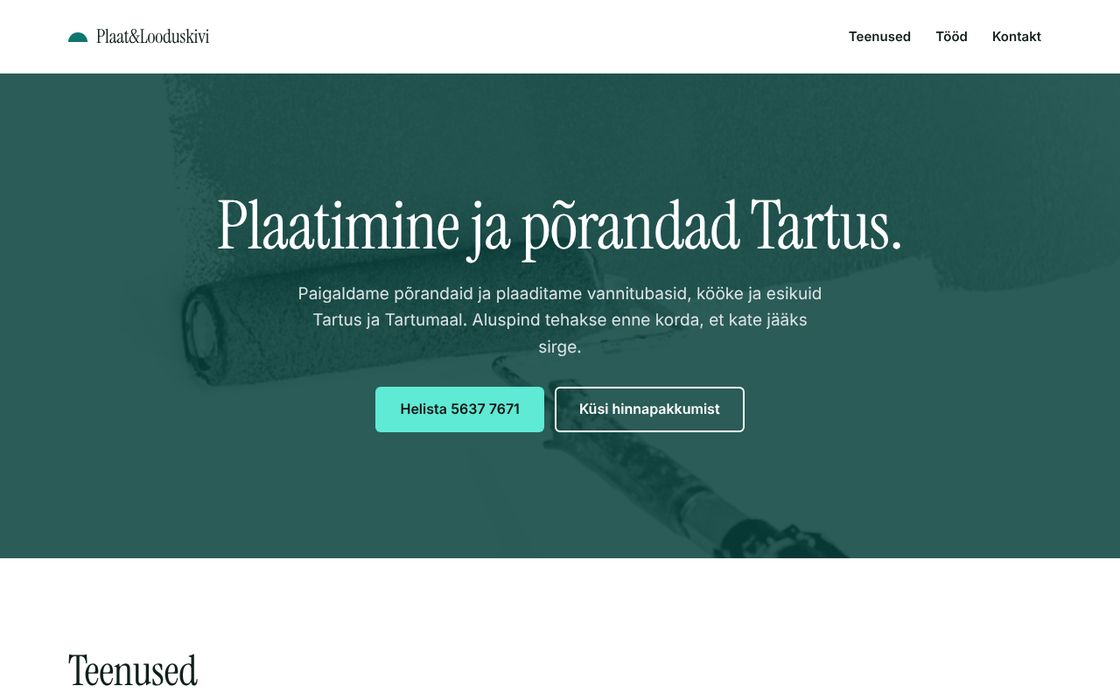 Plaat&Looduskivi
Teenused
Tööd
Kontakt
Plaatimine ja põrandad Tartus.
Paigaldame põrandaid ja plaaditame vannitubasid, kööke ja esikuid
Tartus ja Tartumaal. Aluspind tehakse enne korda, et kate jääks
sirge.
Helista 5637 7671
Küsi hinnapakkumist
Teenused